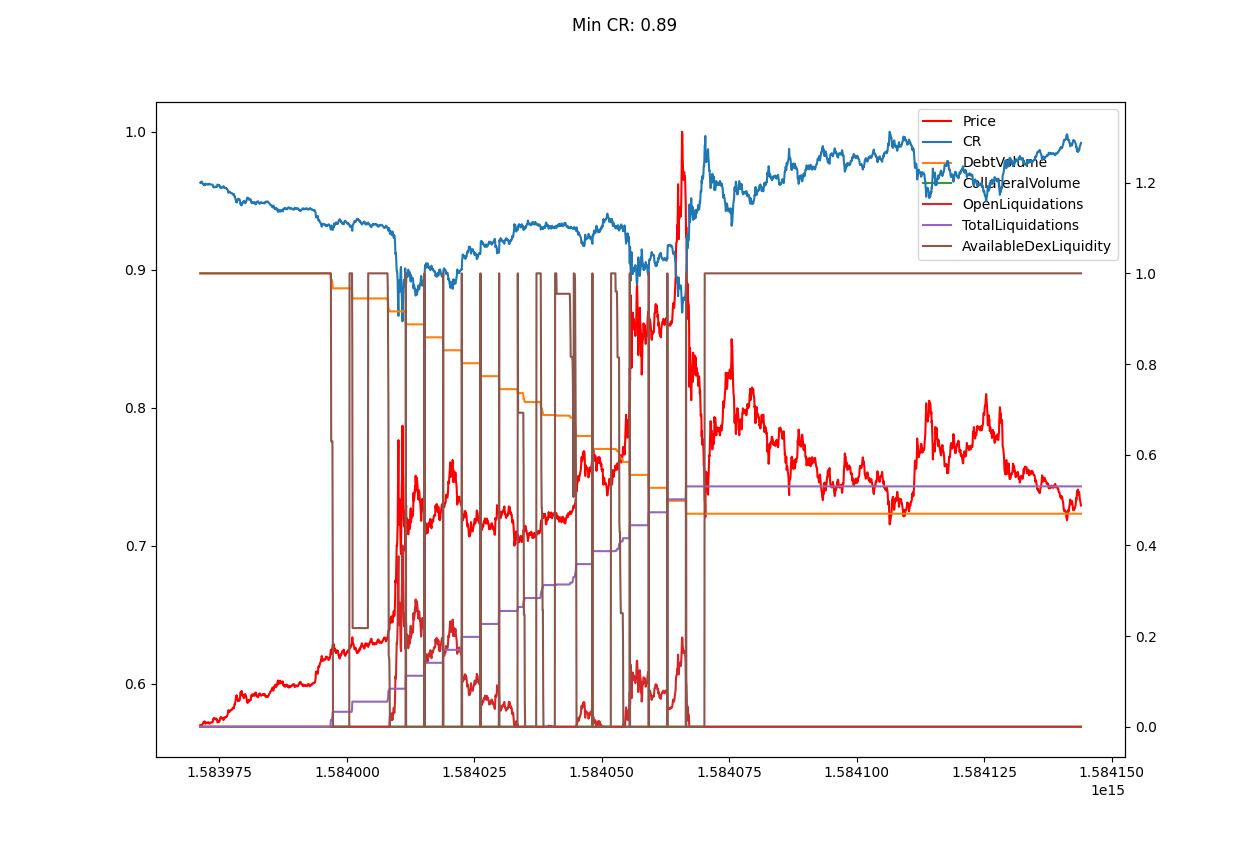 Min CR: 0.89
1.0
0.9
0.8
0.7
0.6
1.2
1.0
0.8
0.6
0.4
0.2
0.0
Price
CR
DebtVolume
CollateralVolume
OpenLiquidations
TotalLiquidations
AvailableDexLiquidity
1.583975 1.584000 1.584025 1.584050 1.584075 1.584100 1.584125 1.584150
1e15